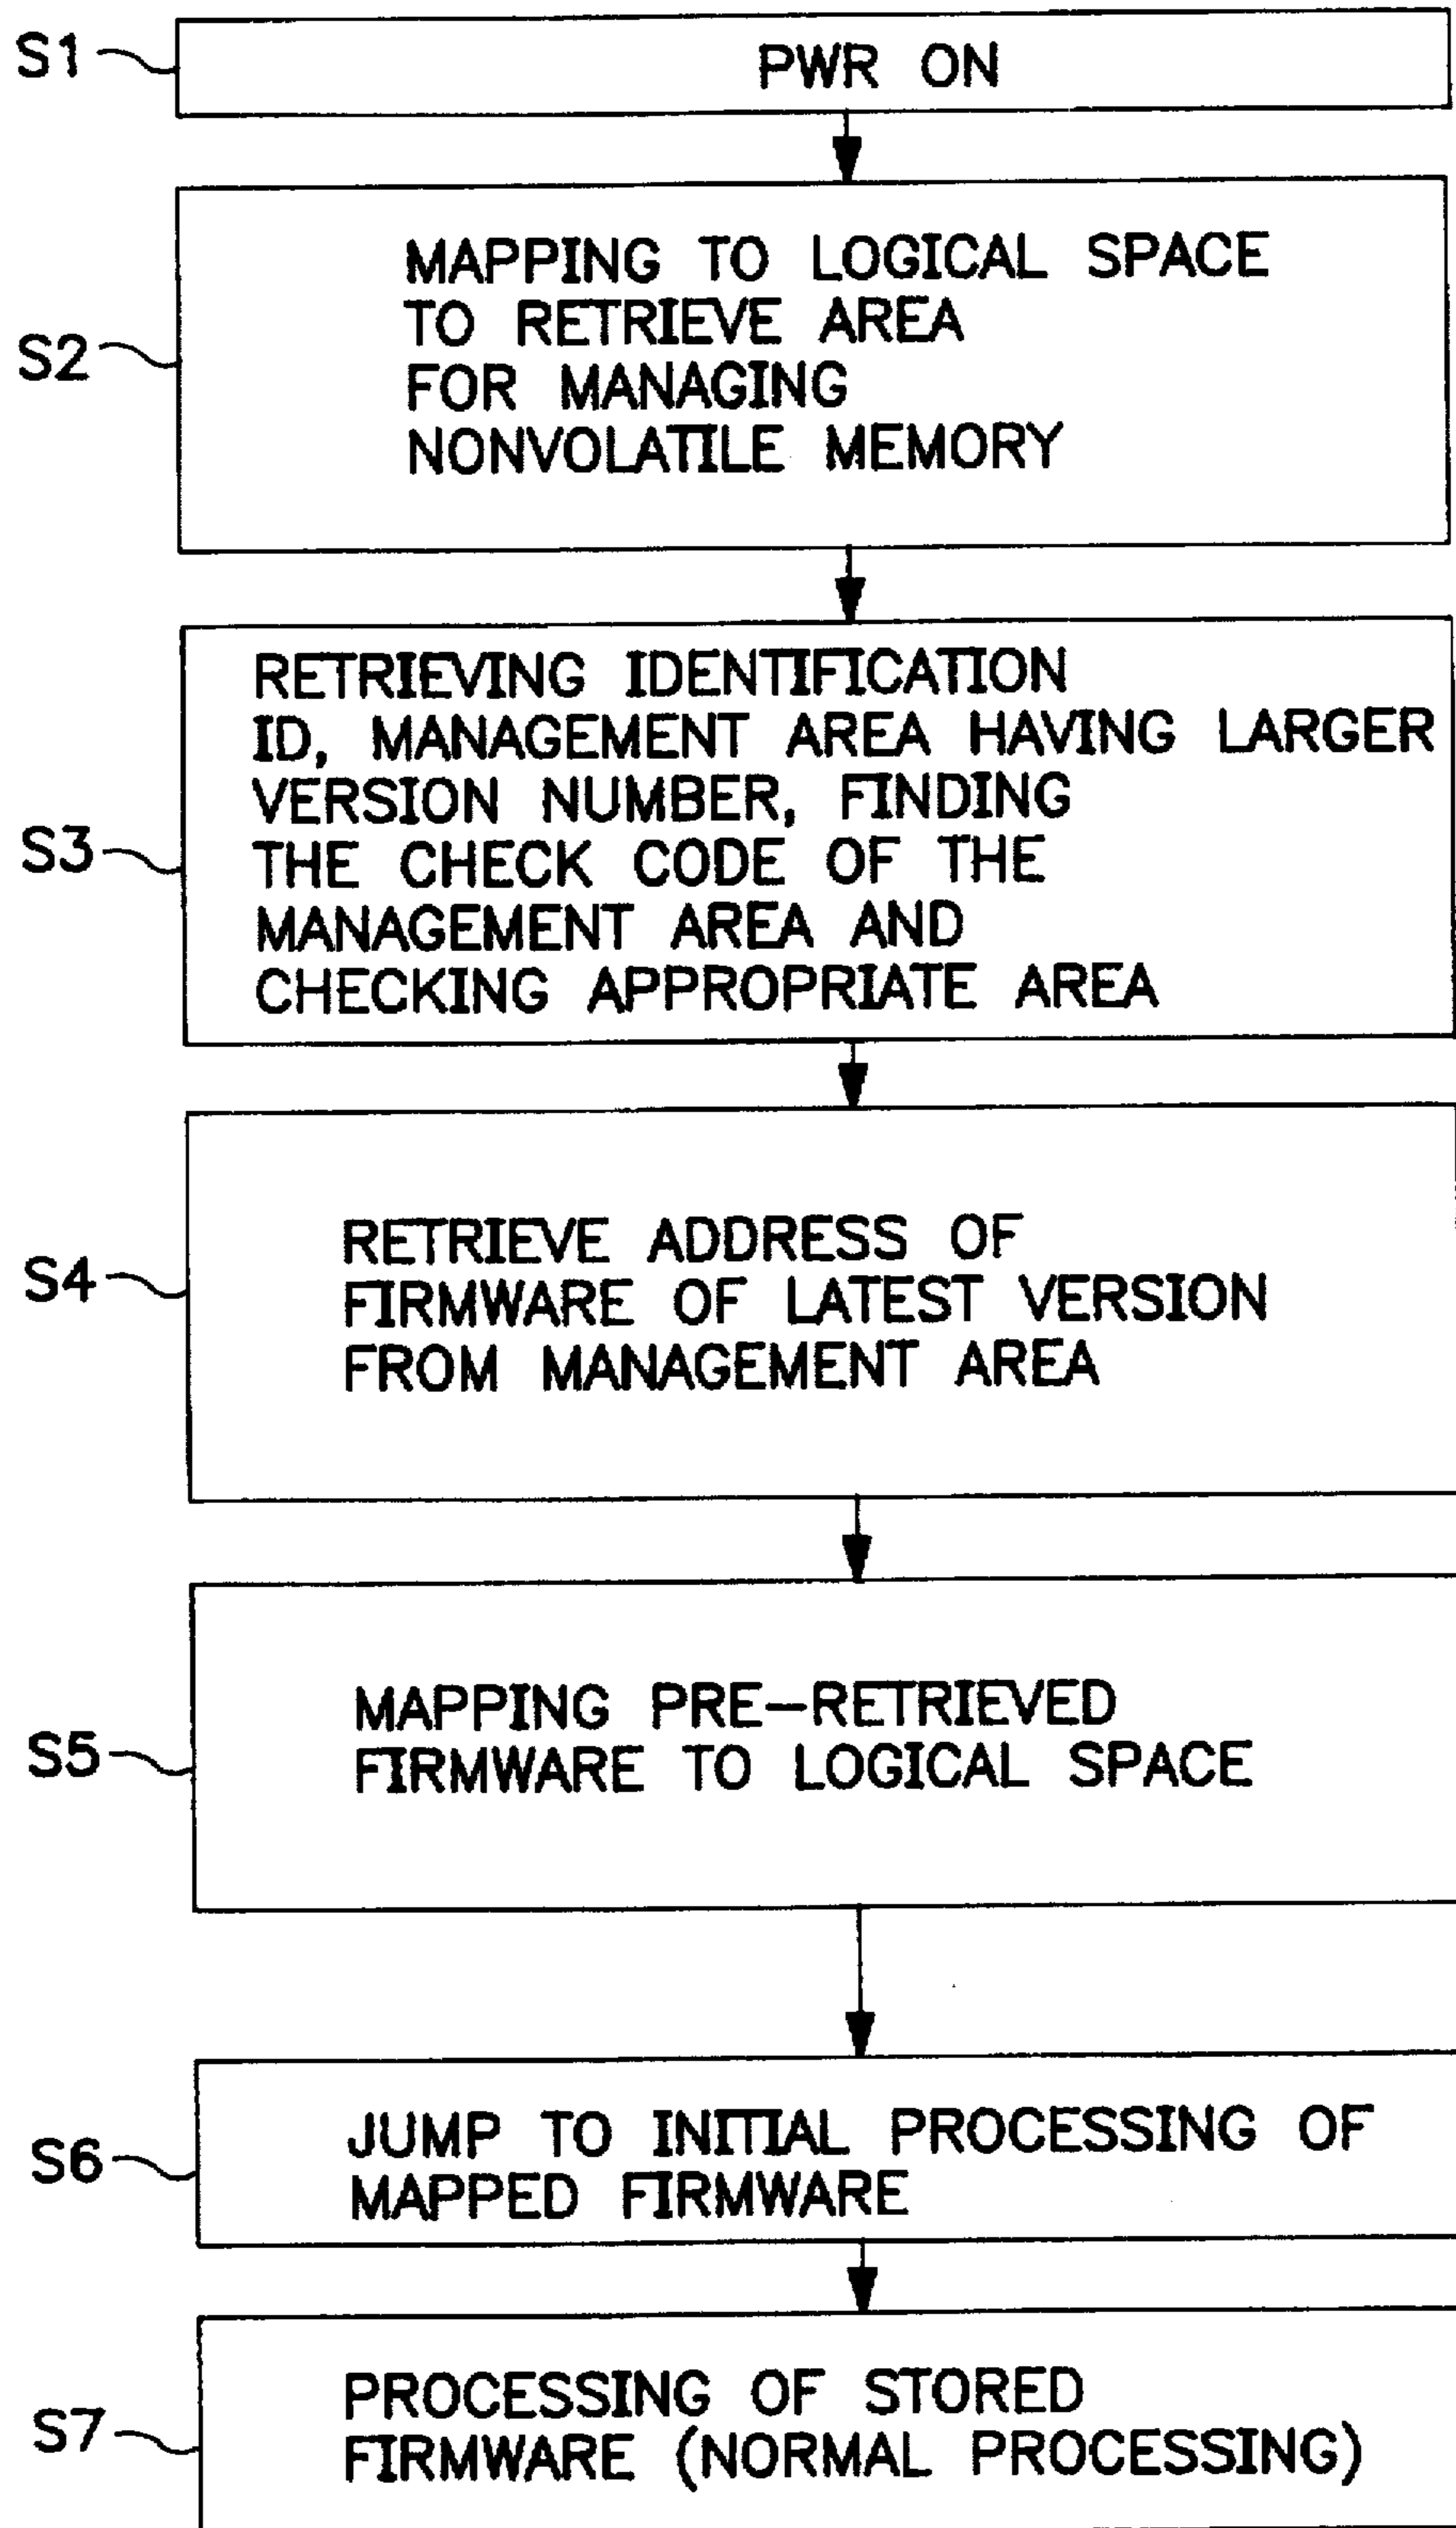 S1
PWR ON
S2
MAPPING TO LOGICAL SPACE
TO RETRIEVE AREA
FOR MANAGING
NONVOLATILE MEMORY
S3
RETRIEVING IDENTIFICATION
ID, MANAGEMENT AREA HAVING LARGER
VERSION NUMBER, FINDING
THE CHECK CODE OF THE
MANAGEMENT AREA AND
CHECKING APPROPRIATE AREA
S4
RETRIEVE ADDRESS OF
FIRMWARE OF LATEST VERSION
FROM MANAGEMENT AREA
S5
MAPPING PRE-RETRIEVED
FIRMWARE TO LOGICAL SPACE
S6
JUMP TO INITIAL PROCESSING OF
MAPPED FIRMWARE
S7
PROCESSING OF STORED
FIRMWARE (NORMAL PROCESSING)